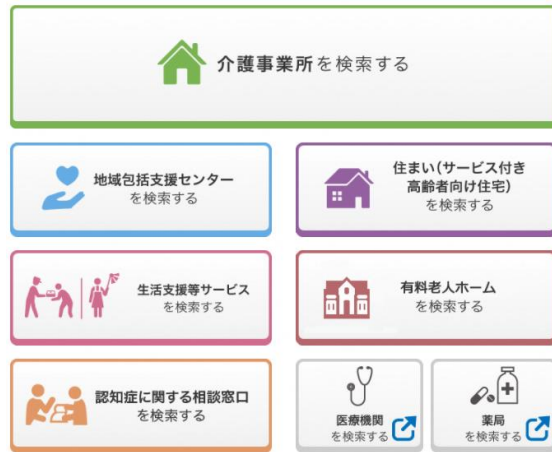 介護事業所を検索する
地域包括支援センター
を検索する
住まい(サービス付き
高齢者向け住宅)
を検索する
生活支援等サービス
を検索する
有料老人ホーム
を検索する
認知症に関する相談窓口
を検索する
医療機関
を検索する
薬局
を検索する